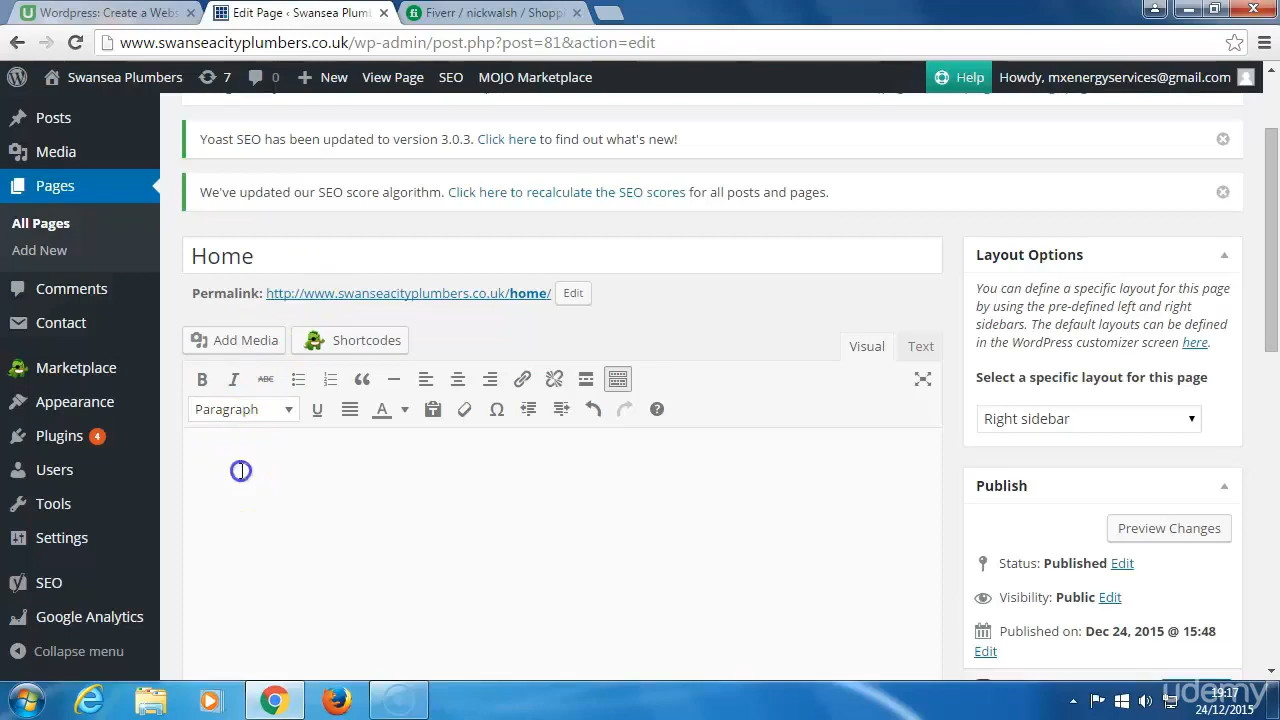 Wordpress: Create a Webs
Edit Page ‹ Swansea Plumb
Fiverr / nickwalsh / Shopp
www.swanseacityplumbers.co.uk/wp-admin/post.php?post=81&action=edit
Swansea Plumbers 7 0 New View Page SEO MOJO Marketplace Help Howdy, mxenergyservices@gmail.com
Posts
Media
Pages
All Pages
Add New
Comments
Contact
Marketplace
Appearance
Plugins 4
Users
Tools
Settings
SEO
Google Analytics
Collapse menu
Yoast SEO has been updated to version 3.0.3. Click here to find out what's new!
We've updated our SEO score algorithm. Click here to recalculate the SEO scores for all posts and pages.
Home
Permalink: http://www.swanseacityplumbers.co.uk/home/ Edit
Add Media Shortcodes
Visual Text
B I ABC
Paragraph U A Ω ?
Layout Options
You can define a specific layout for this page
by using the pre-defined left and right
sidebars. The default layouts can be defined
in the WordPress customizer screen here.
Select a specific layout for this page
Right sidebar
Publish
Preview Changes
Status: Published Edit
Visibility: Public Edit
Published on: Dec 24, 2015 @ 15:48
Edit
udemy
19:17
24/12/2015